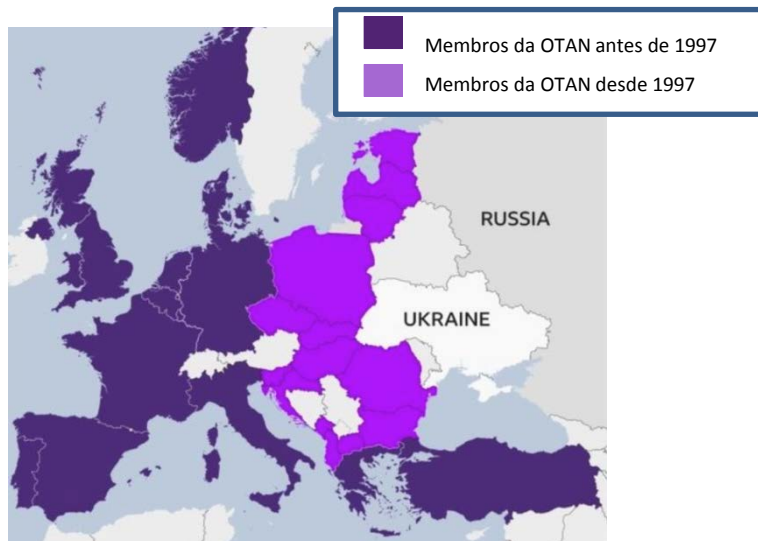 Membros da OTAN antes de 1997
Membros da OTAN desde 1997
RUSSIA
UKRAINE